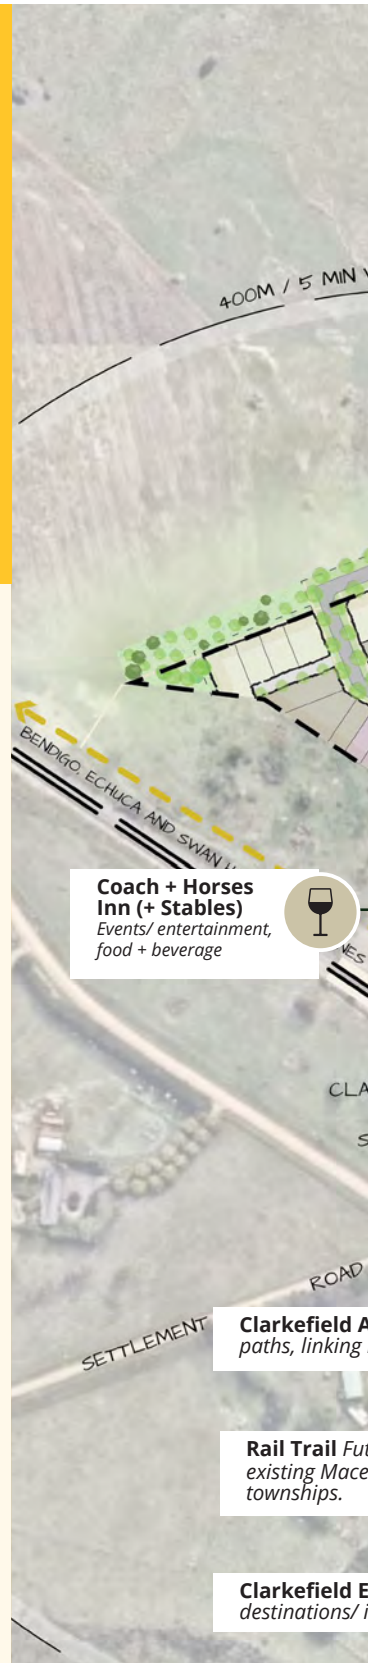 400M / 5 MIN
BENDIGO, ECHUCA AND SWAN
Coach + Horses
Inn (+ Stables)
Events/ entertainment,
food + beverage
SETTLEMENT ROAD
Clarkefield
paths, linking
Rail Trail
existing
townships.
Clarkefield
destinations/